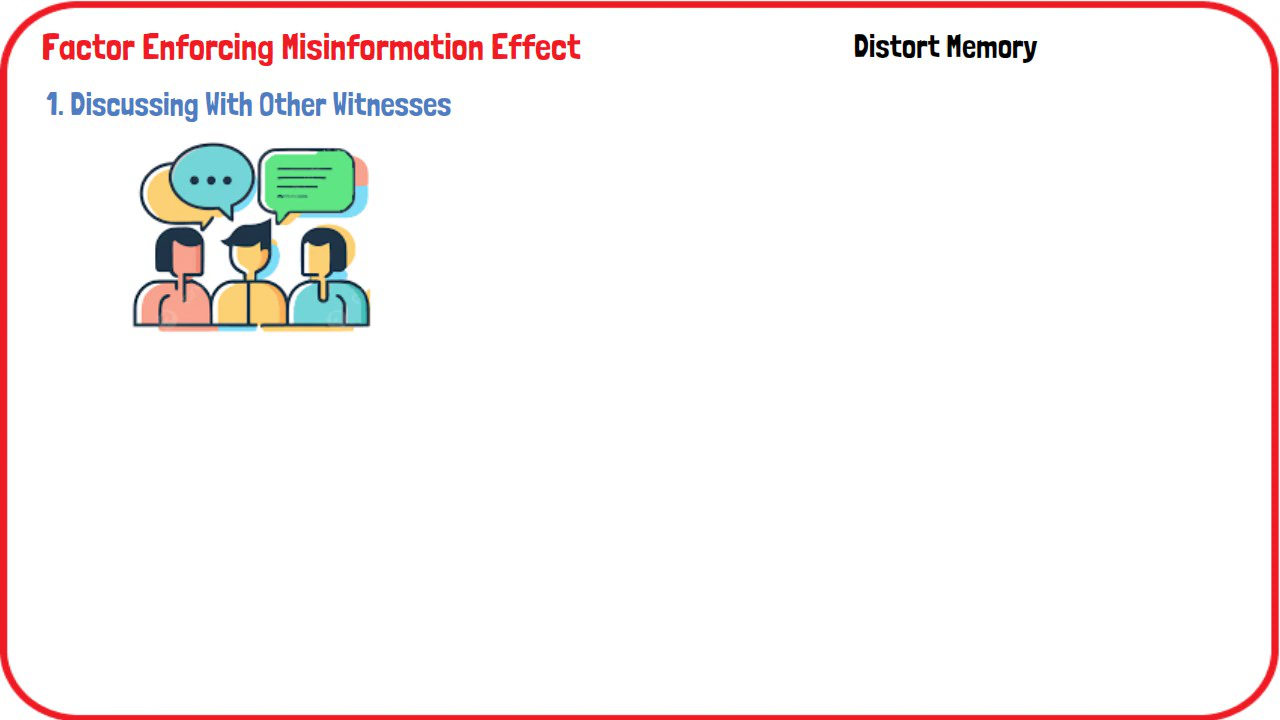 Factor Enforcing Misinformation Effect
Distort Memory
1. Discussing With Other Witnesses